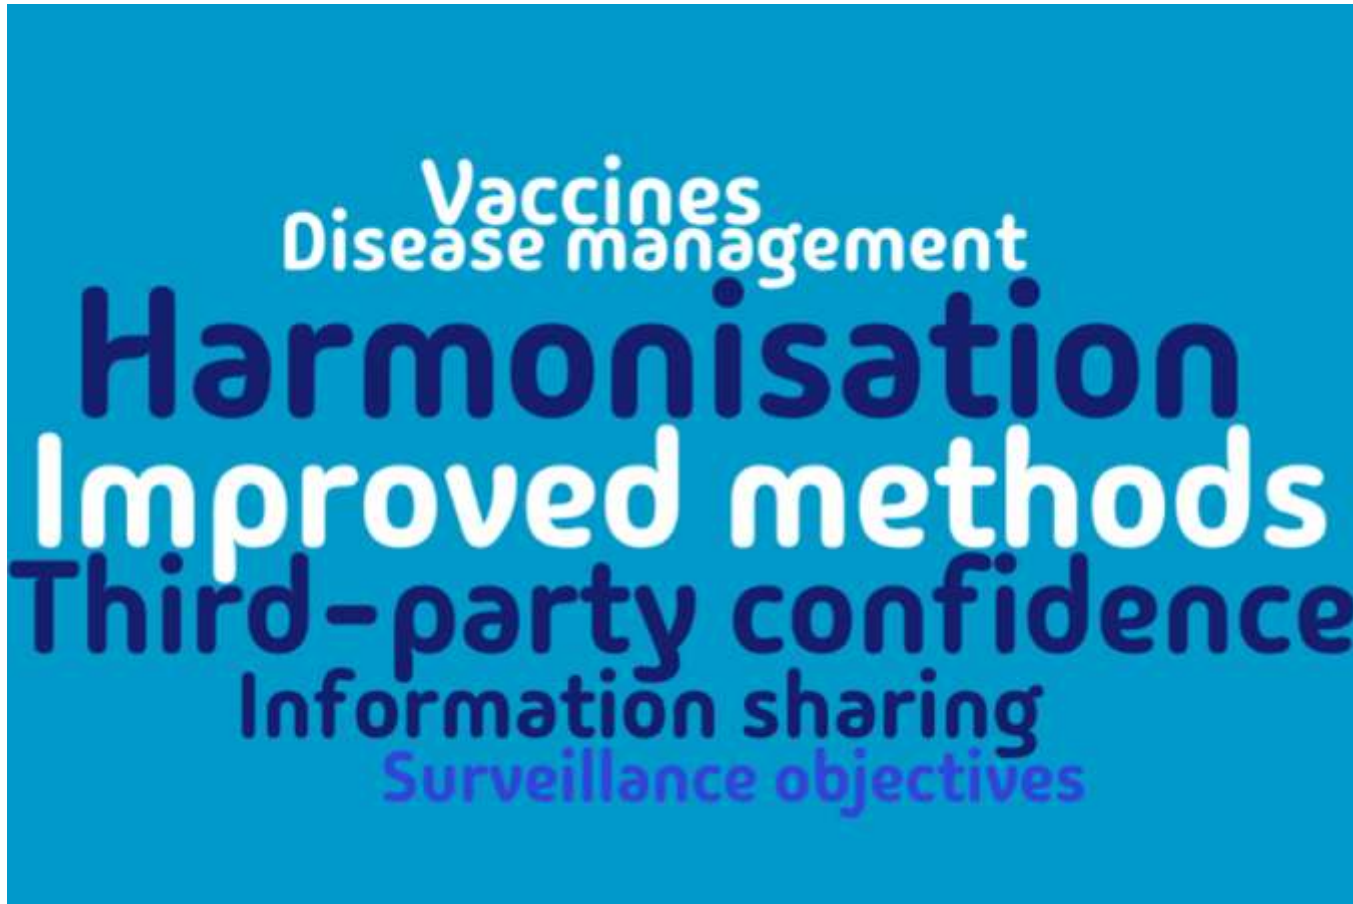 Vaccines
Disease management
Harmonisation
Improved methods
Third-party confidence
Information sharing
Surveillance objectives